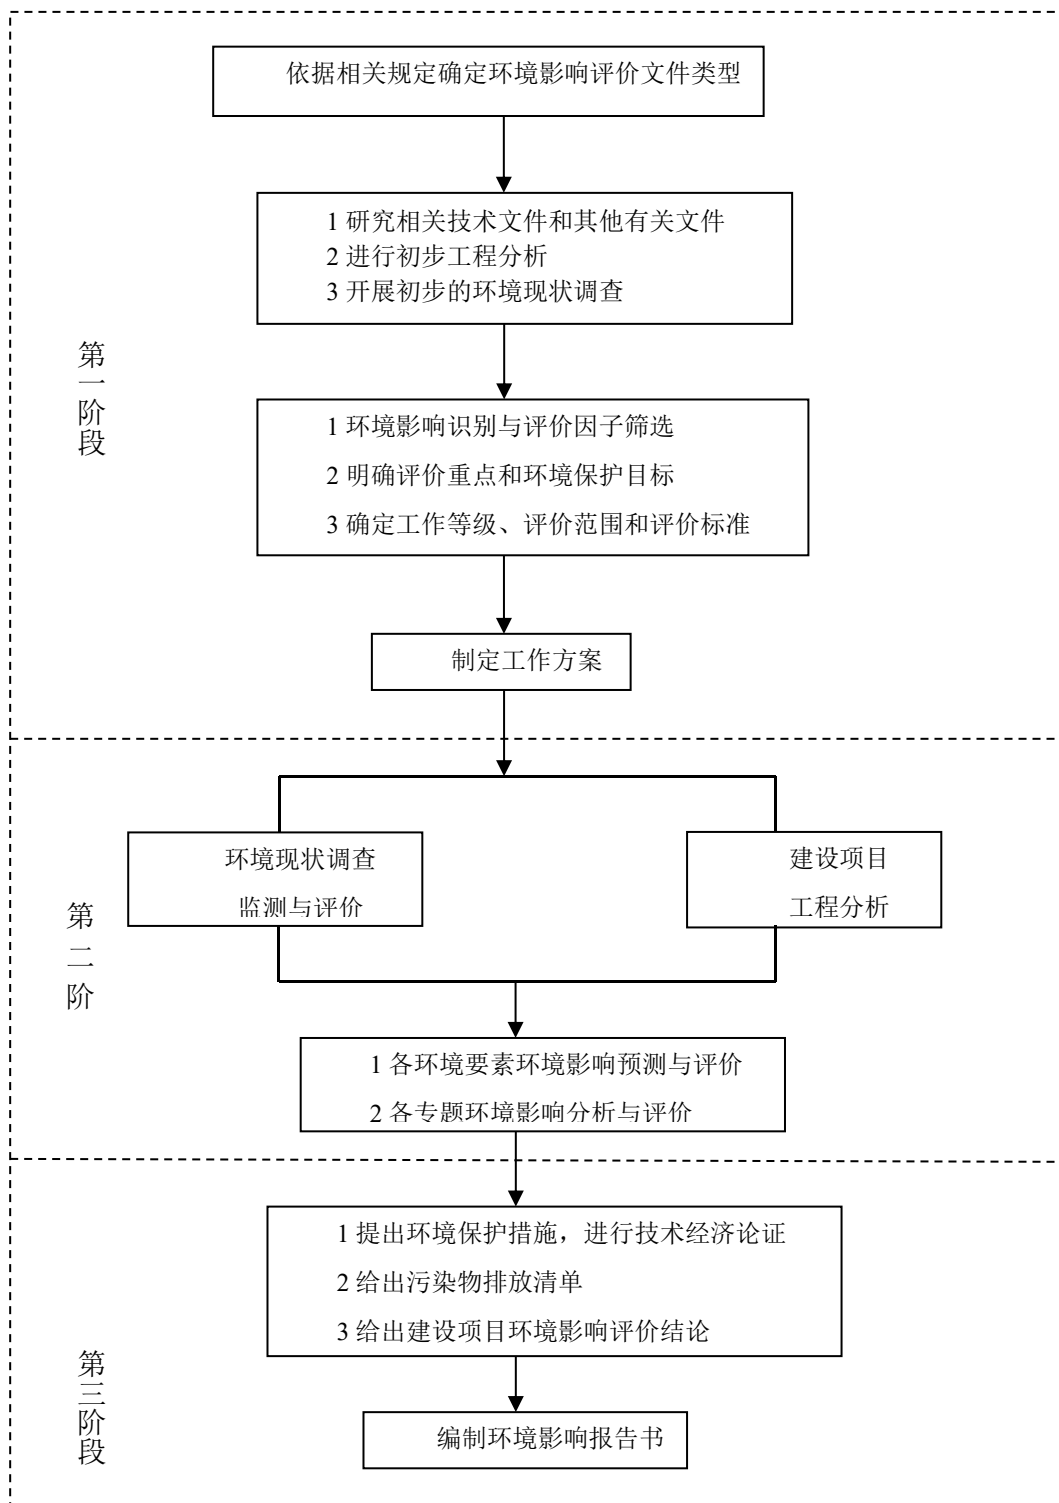 依据相关规定确定环境影响评价文件类型
1 研究相关技术文件和其他有关文件
2 进行初步工程分析
3 开展初步的环境现状调查
第一阶段
1 环境影响识别与评价因子筛选
2 明确评价重点和环境保护目标
3 确定工作等级、评价范围和评价标准
制定工作方案
环境现状调查
监测与评价
建设项目
工程分析
第二阶
1 各环境要素环境影响预测与评价
2 各专题环境影响分析与评价
1 提出环境保护措施，进行技术经济论证
2 给出污染物排放清单
3 给出建设项目环境影响评价结论
第三阶段
编制环境影响报告书